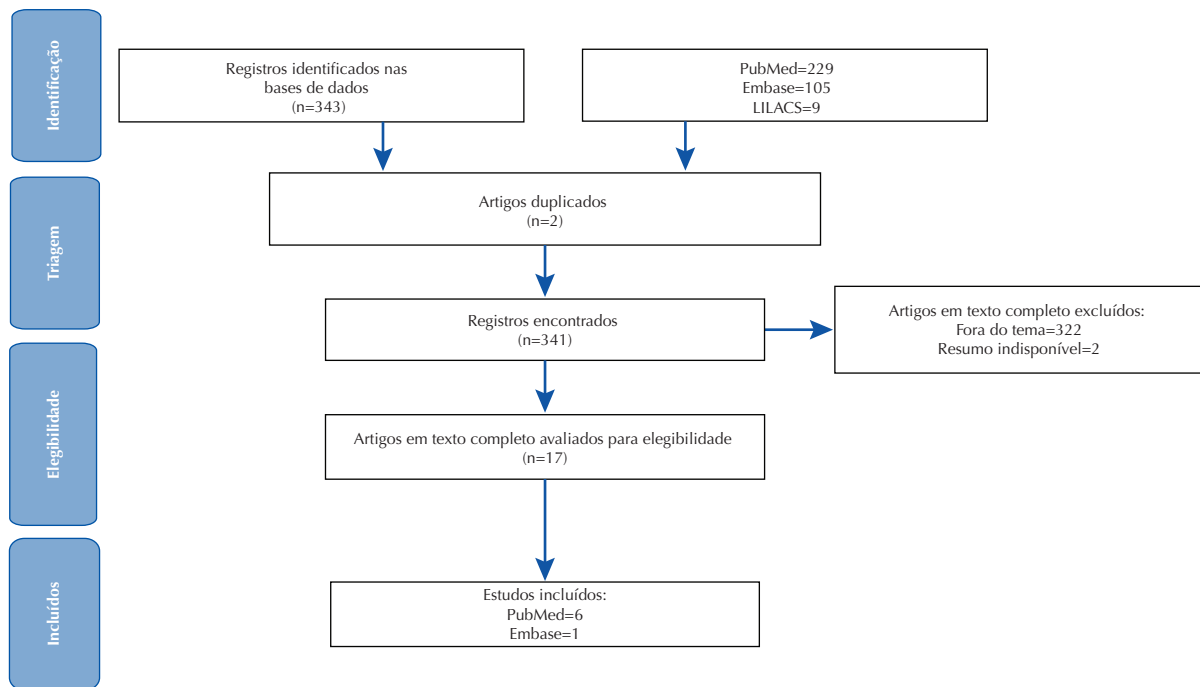 Identificação
Registros identificados nas
bases de dados
(n=343)
PubMed=229
Embase=105
LILACS=9
Triagem
Artigos duplicados
(n=2)
Registros encontrados
(n=341)
Artigos em texto completo excluídos:
Fora do tema=322
Resumo indisponível=2
Elegibilidade
Artigos em texto completo avaliados para elegibilidade
(n=17)
Incluídos
Estudos incluídos:
PubMed=6
Embase=1